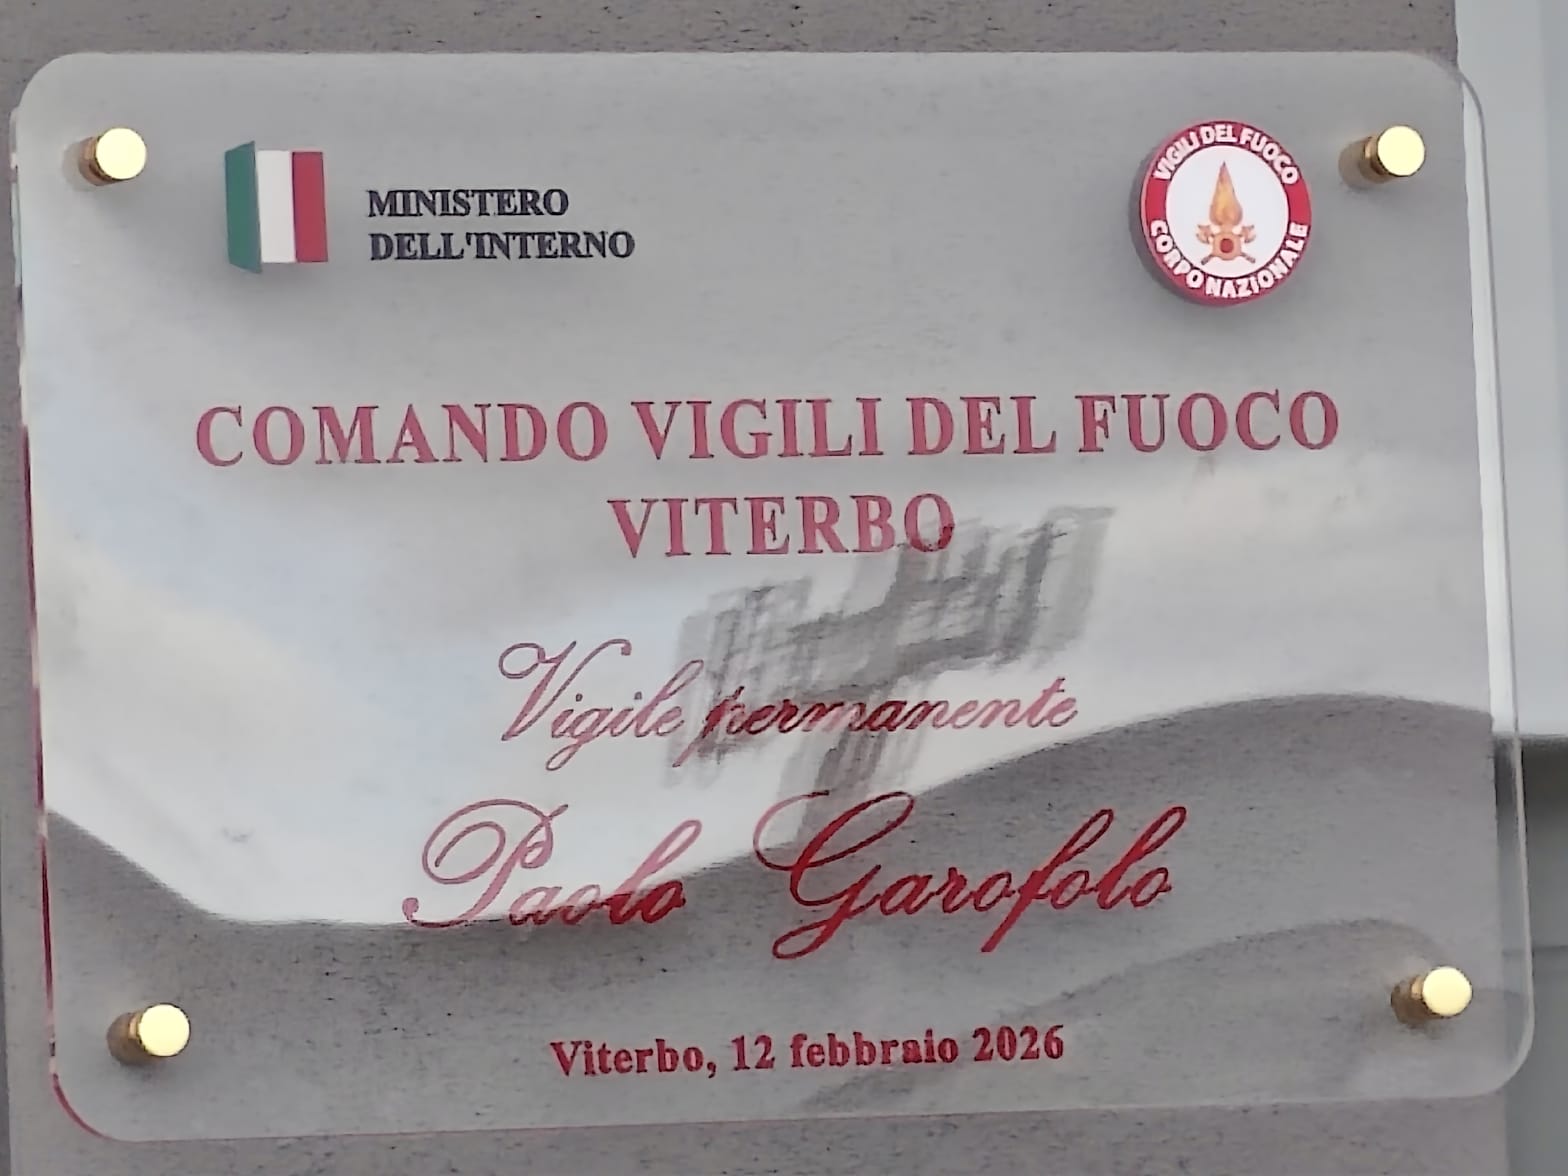 MINISTERO
DELL'INTERNO
VIGILI DEL FUOCO
CORPO NAZIONALE
COMANDO VIGILI DEL FUOCO
VITERBO
Vigile permanente
Paolo Garofolo
Viterbo, 12 febbraio 2026